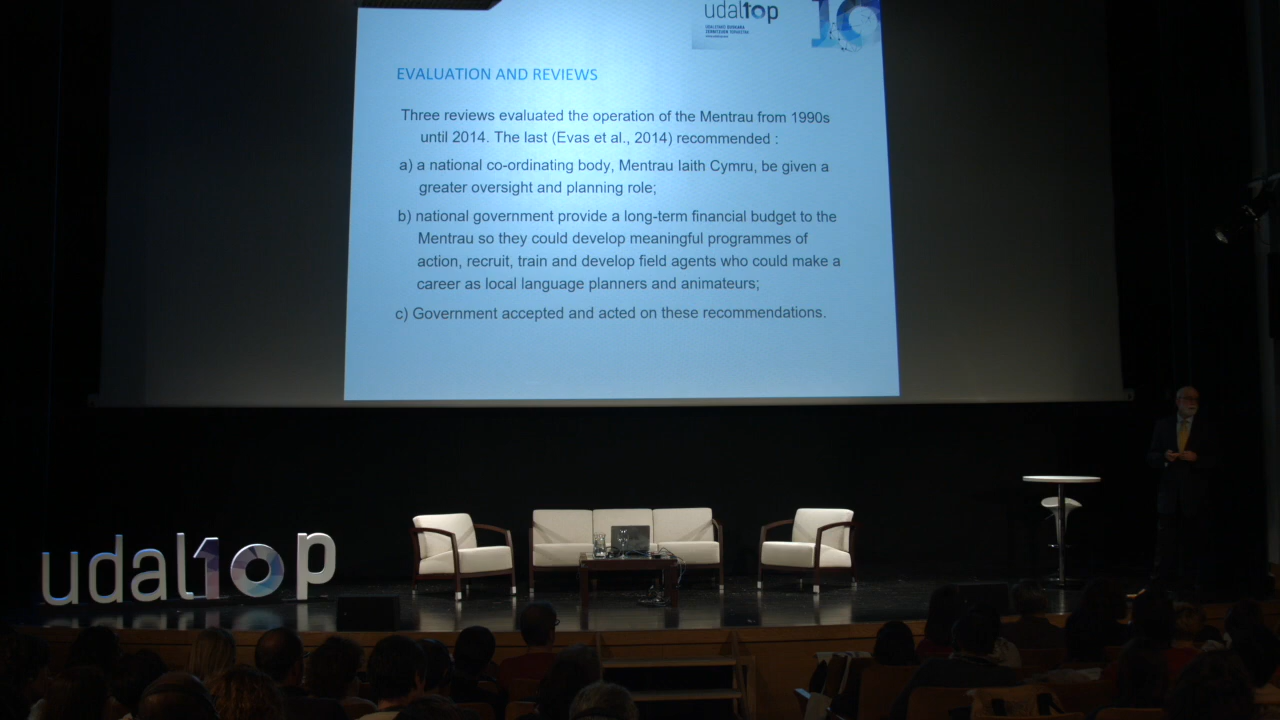 udaltop
10
EVALUATION AND REVIEWS
Three reviews evaluated the operation of the Mentrau from 1990s
until 2014. The last (Evas et al., 2014) recommended :
a) a national co-ordinating body, Mentrau Iaith Cymru, be given a
greater oversight and planning role;
b) national government provide a long-term financial budget to the
Mentrau so they could develop meaningful programmes of
action, recruit, train and develop field agents who could make a
career as local language planners and animateurs;
c) Government accepted and acted on these recommendations.
udal10p